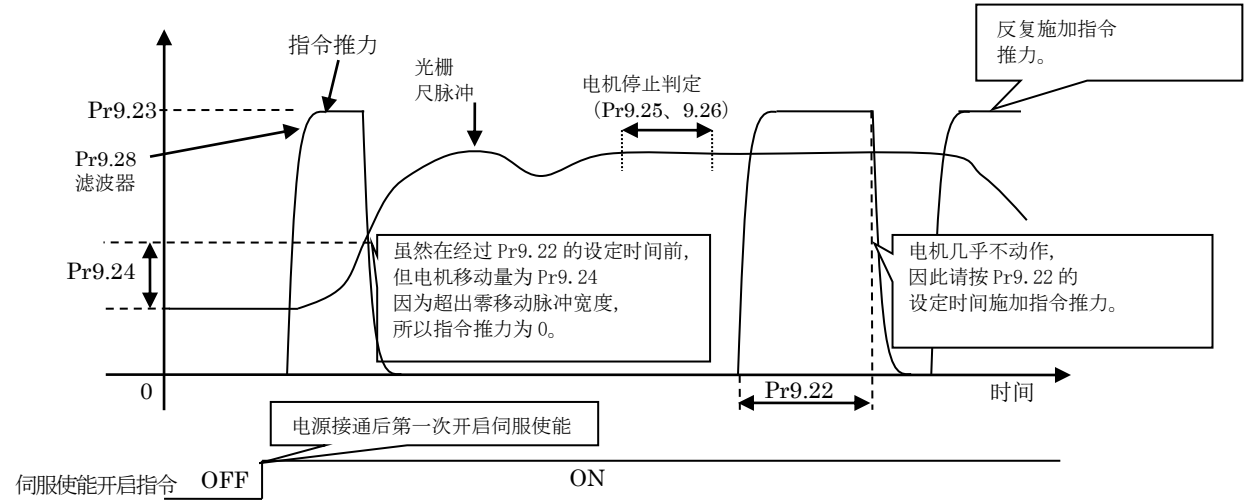 反复施加指令
推力。
指令推力
光栅
尺脉冲
电机停止判定
(Pr9.25、9.26)
Pr9.23
Pr9.28
滤波器
Pr9.24
虽然在经过 Pr9.22 的设定时间前,
但电机移动量为 Pr9.24
因为超出零移动脉冲宽度,
所以指令推力为 0。
电机几乎不动作,
因此请按 Pr9.22 的
设定时间施加指令推力。
0
Pr9.22
时间
电源接通后第一次开启伺服使能
伺服使能开启指令 OFF
ON